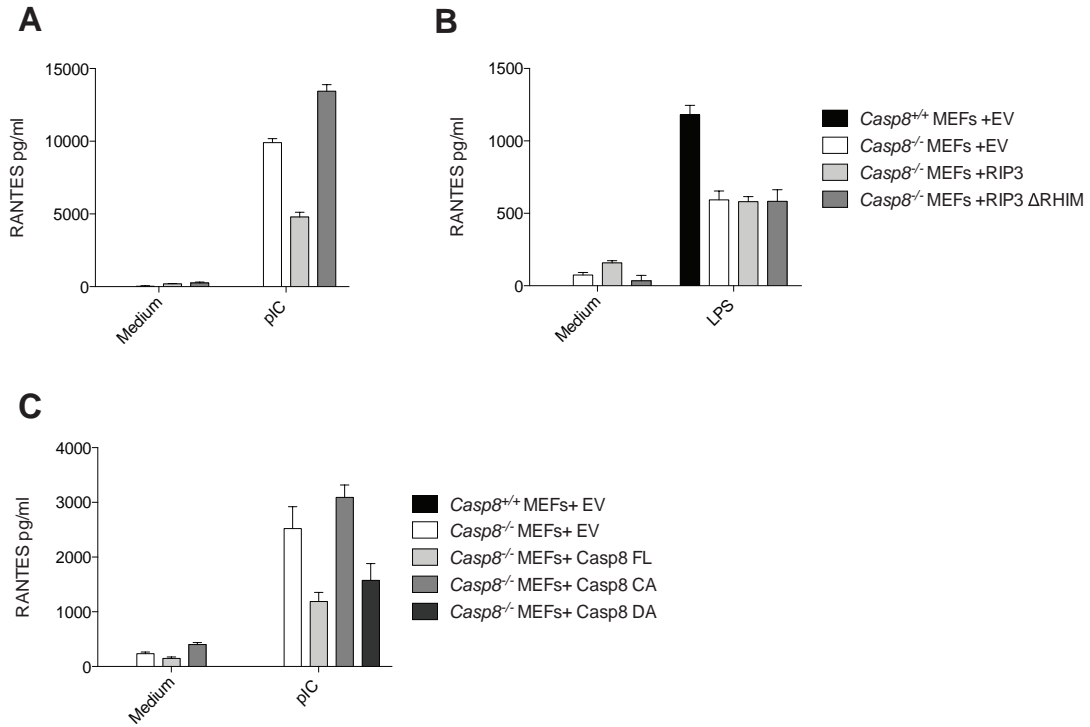 A
RANTES pg/ml
15000
10000
5000
0
Medium
pIC
B
RANTES pg/ml
1500
1000
500
0
Medium
LPS
Casp8+/+ MEFs +EV
Casp8-/- MEFs +EV
Casp8-/- MEFs +RIP3
Casp8-/- MEFs +RIP3 ΔRHIM
C
RANTES pg/ml
4000
3000
2000
1000
0
Medium
pIC
Casp8+/+ MEFs+ EV
Casp8-/- MEFs+ EV
Casp8-/- MEFs+ Casp8 FL
Casp8-/- MEFs+ Casp8 CA
Casp8-/- MEFs+ Casp8 DA